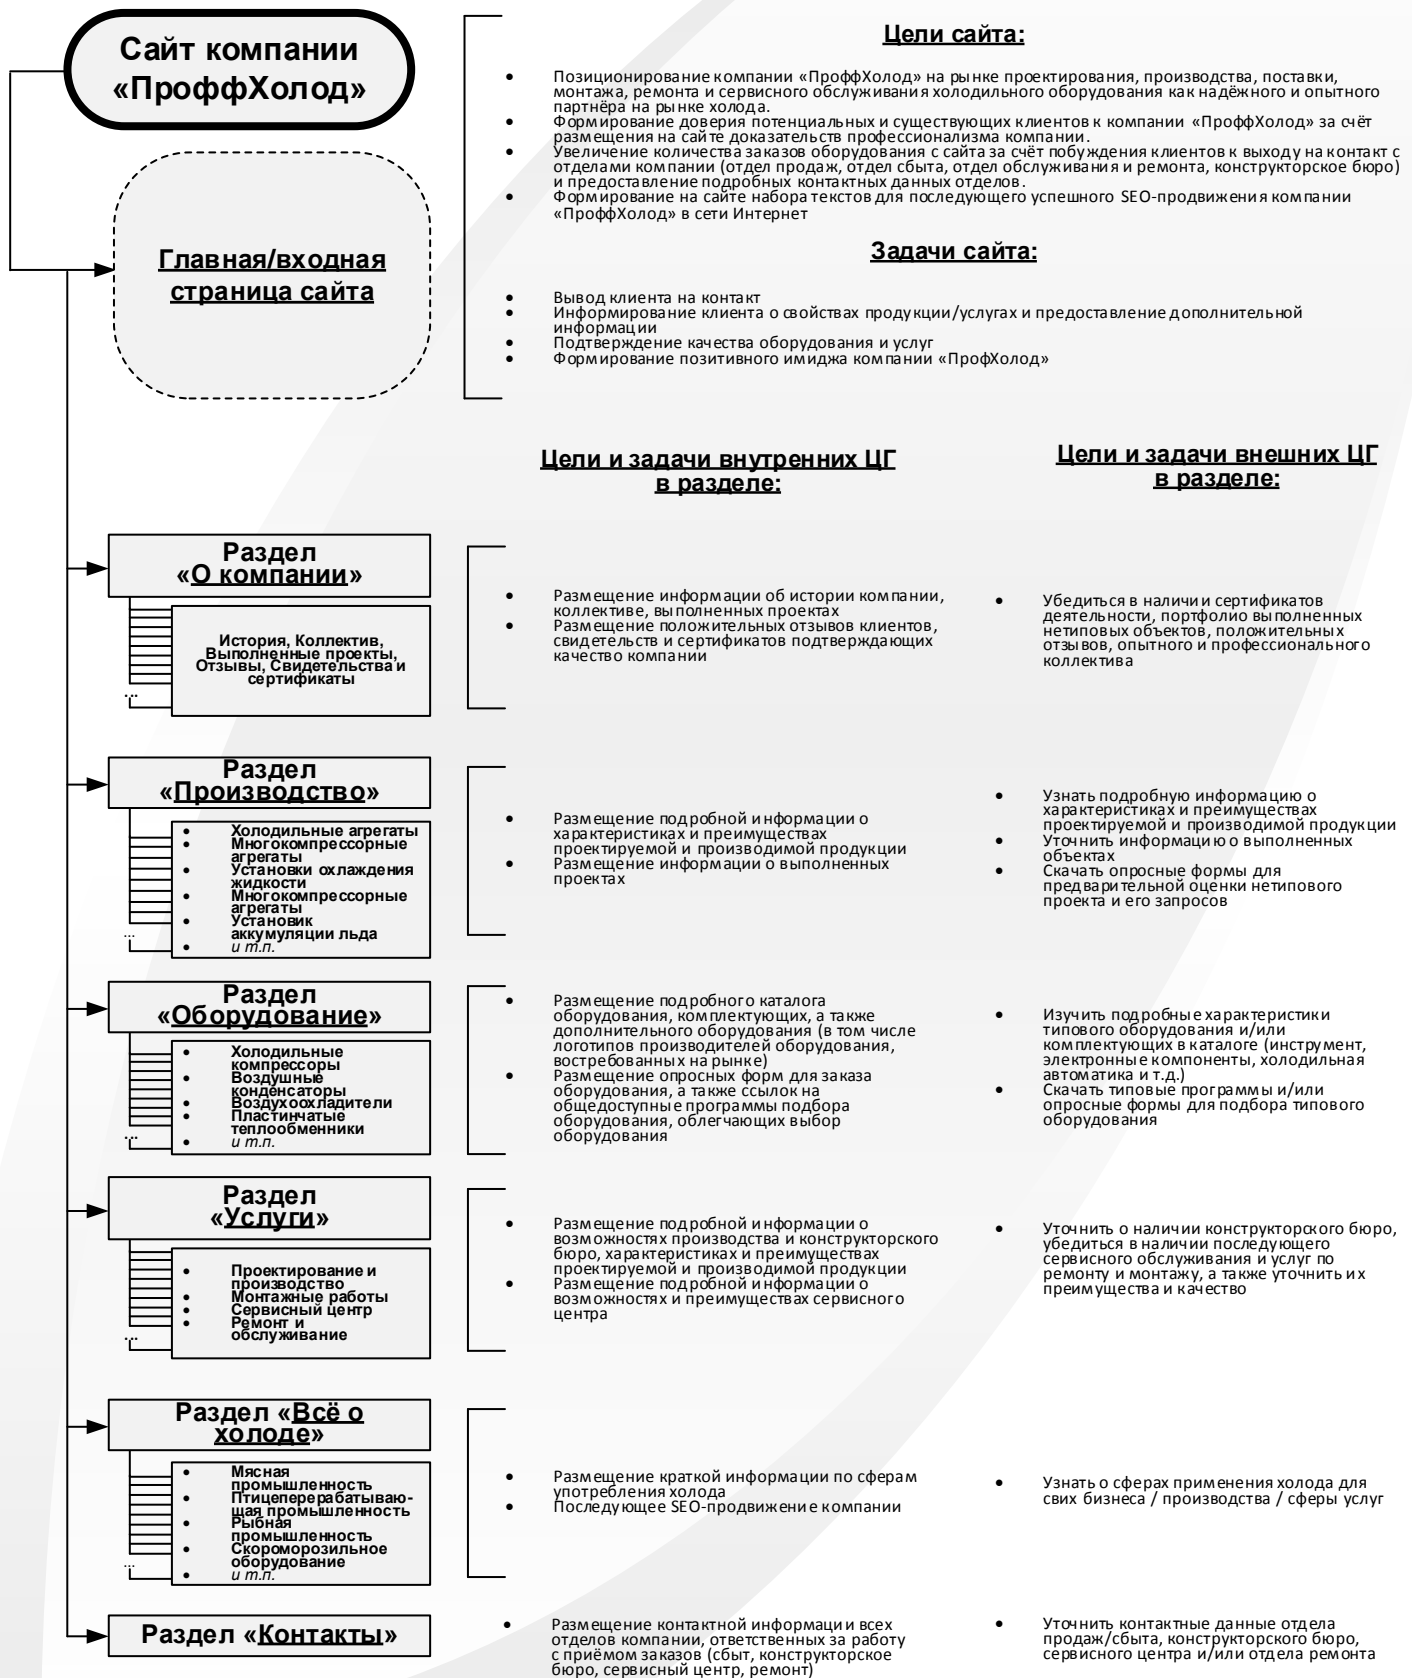 Сайт компании
«ПроффХолод»
Главная/входная
страница сайта
Цели сайта:
• Позиционирование компании «ПроффХолод» на рынке проектирования, производства, поставки,
монтажа, ремонта и сервисного обслуживания холодильного оборудования как надёжного и опытного
партнёра на рынке холода.
• Формирование доверия потенциальных и существующих клиентов к компании «ПроффХолод» за счёт
размещения на сайте доказательств профессионализма компании.
• Увеличение количества заказов оборудования с сайта за счёт побуждения клиентов к выходу на контакт с
отделами компании (отдел продаж, отдел сбыта, отдел обслуживания и ремонта, конструкторское бюро)
и предоставление подробных контактных данных отделов.
• Формирование на сайте набора текстов для последующего успешного SEO-продвижения компании
«ПроффХолод» в сети Интернет
Задачи сайта:
• Вывод клиента на контакт
• Информирование клиента о свойствах продукции/услугах и предоставление дополнительной
информации
• Подтверждение качества оборудования и услуг
• Формирование позитивного имиджа компании «ПрофХолод»
Цели и задачи внутренних ЦГ
в разделе:
Цели и задачи внешних ЦГ
в разделе:
Раздел
«О компании»
История, Коллектив,
Выполненные проекты,
Отзывы, Свидетельства и
сертификаты
...
• Размещение информации об истории компании,
коллективе, выполненных проектах
• Размещение положительных отзывов клиентов,
свидетельств и сертификатов подтверждающих
качество компании
• Убедиться в наличии сертификатов
деятельности, портфолио выполненных
нетиповых объектов, положительных
отзывов, опытного и профессионального
коллектива
Раздел
«Производство»
• Холодильные агрегаты
• Многокомпрессорные
агрегаты
• Установки охлаждения
жидкости
• Многокомпрессорные
агрегаты
• Установик
аккумуляции льда
• и т.п.
...
• Размещение подробной информации о
характеристиках и преимуществах
проектируемой и производимой продукции
• Размещение информации о выполненных
проектах
• Узнать подробную информацию о
характеристиках и преимуществах
проектируемой и производимой продукции
• Уточнить информацию о выполненных
объектах
• Скачать опросные формы для
предварительной оценки нетипового
проекта и его запросов
Раздел
«Оборудование»
• Холодильные
компрессоры
• Воздушные
конденсаторы
• Воздухоохладители
• Пластинчатые
теплообменники
• и т.п.
...
• Размещение подробного каталога
оборудования, комплектующих, а также
дополнительного оборудования (в том числе
логотипов производителей оборудования,
востребованных на рынке)
• Размещение опросных форм для заказа
оборудования, а также ссылок на
общедоступные программы подбора
оборудования, облегчающих выбор
оборудования
• Изучить подробные характеристики
типового оборудования и/или
комплектующих в каталоге (инструмент,
электронные компоненты, холодильная
автоматика и т.д.)
• Скачать типовые программы и/или
опросные формы для подбора типового
оборудования
Раздел
«Услуги»
• Проектирование и
производство
• Монтажные работы
• Сервисный центр
• Ремонт и
обслуживание
...
• Размещение подробной информации о
возможностях производства и конструкторского
бюро, характеристиках и преимуществах
проектируемой и производимой продукции
• Размещение подробной информации о
возможностях и преимуществах сервисного
центра
• Уточнить о наличии конструкторского бюро,
убедиться в наличии последующего
сервисного обслуживания и услуг по
ремонту и монтажу, а также уточнить их
преимущества и качество
Раздел «Всё о
холоде»
• Мясная
промышленность
• Птицеперерабатываю-
щая промышленность
• Рыбная
промышленность
• Скороморозильное
оборудование
• и т.п.
...
• Размещение краткой информации по сферам
употребления холода
• Последующее SEO-продвижение компании
• Узнать о сферах применения холода для
свих бизнеса / производства / сферы услуг
Раздел «Контакты»
• Размещение контактной информации всех
отделов компании, ответственных за работу
с приёмом заказов (сбыт, конструкторское
бюро, сервисный центр, ремонт)
• Уточнить контактные данные отдела
продаж/сбыта, конструкторского бюро,
сервисного центра и/или отдела ремонта